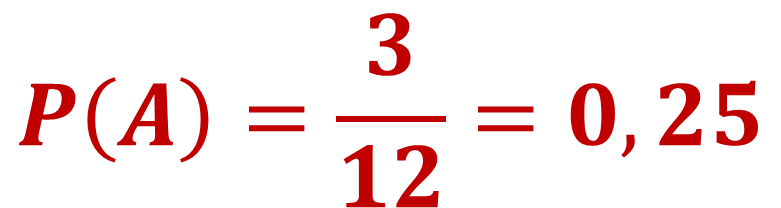 P(A) = 3/12 = 0,25